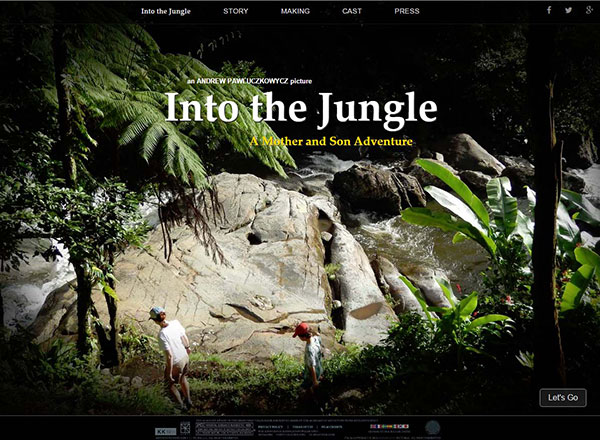 Into the Jungle STORY MAKING CAST PRESS
an ANDREW PAWLUCZKOWYCZ picture
Into the Jungle
A Mother and Son Adventure
Let's Go